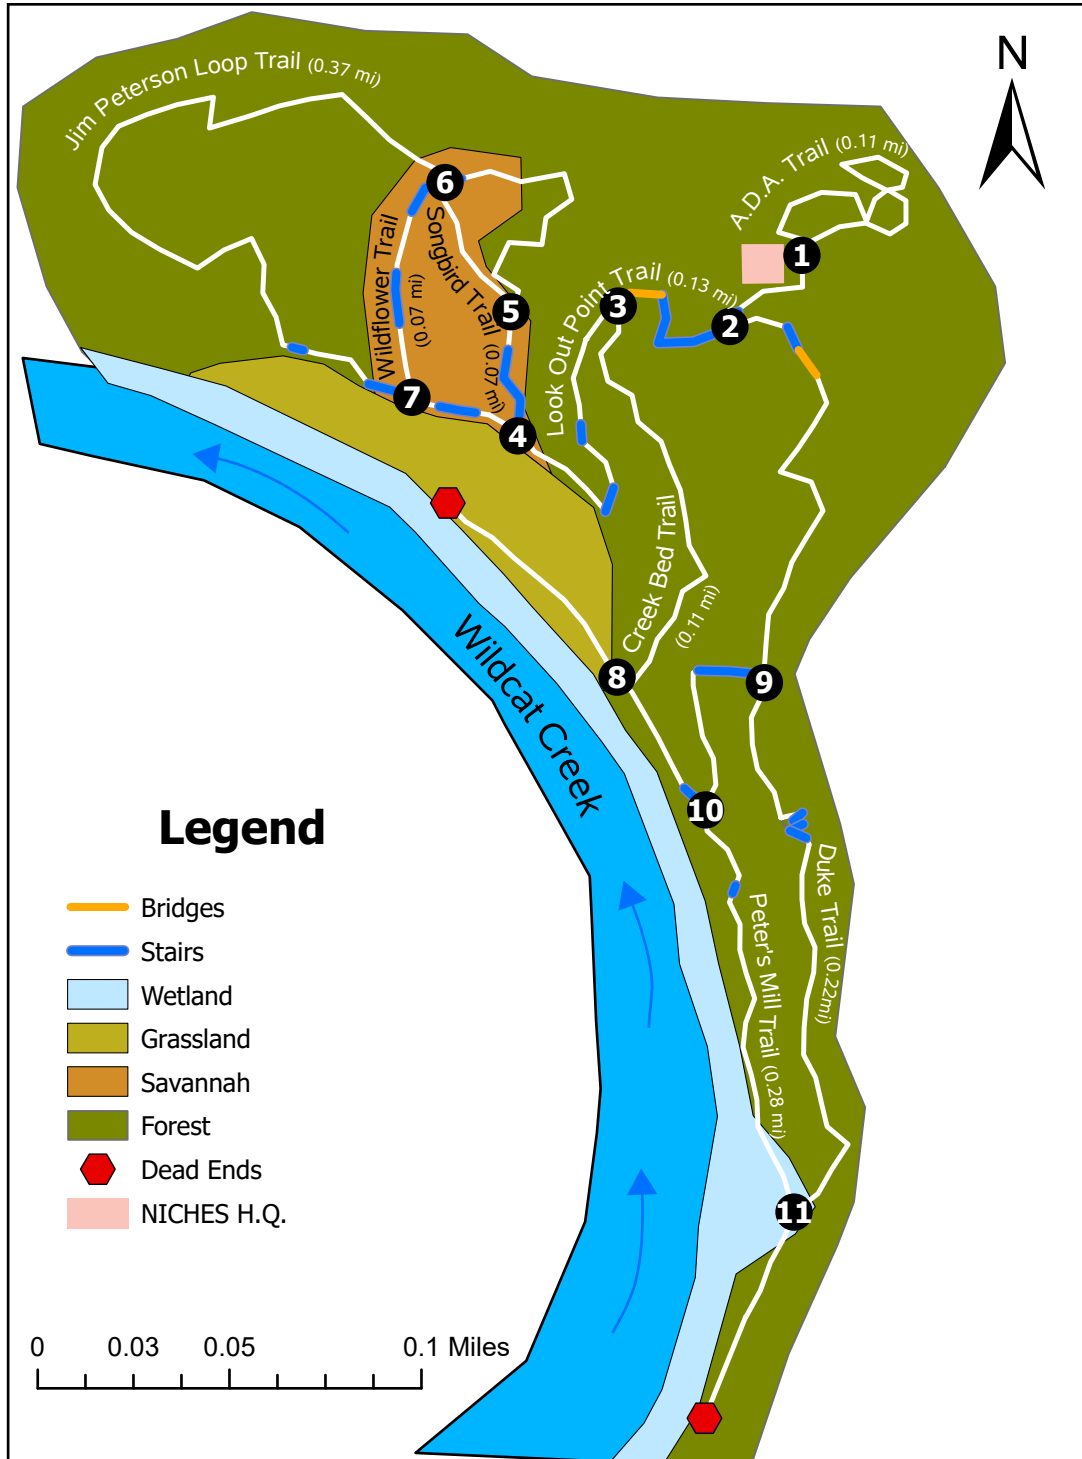 N
Jim Peterson Loop Trail (0.37 mi)
A.D.A. Trail (0.11 mi)
6
Songbird Trail (0.07 mi)
Wildflower Trail
(0.07 mi)
1
Look Out Point Trail (0.13 mi)
3
2
5
7
4
Creek Bed Trail
(0.11 mi)
8
9
Wildcat Creek
10
Duke Trail (0.22mi)
Peter's Mill Trail (0.28 mi)
11
Legend
Bridges
Stairs
Wetland
Grassland
Savannah
Forest
Dead Ends
NICHES H.Q.
0 0.03 0.05 0.1 Miles